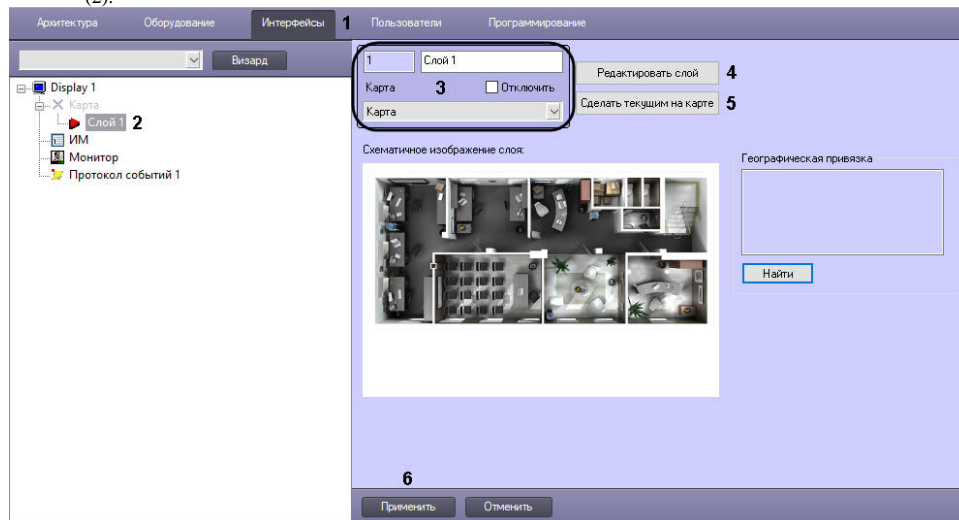 (2).
Архитектура Оборудование Интерфейсы 1 Пользователи Программирование
Визард
Display 1
Карта
Слой 1 2
ИМ
Монитор
Протокол событий 1
1 Слой 1
Карта 3 Отключить
Карта
Редактировать слой 4
Сделать текущим на карте 5
Схематичное изображение слоя:
Географическая привязка
Найти
6
Применить Отменить